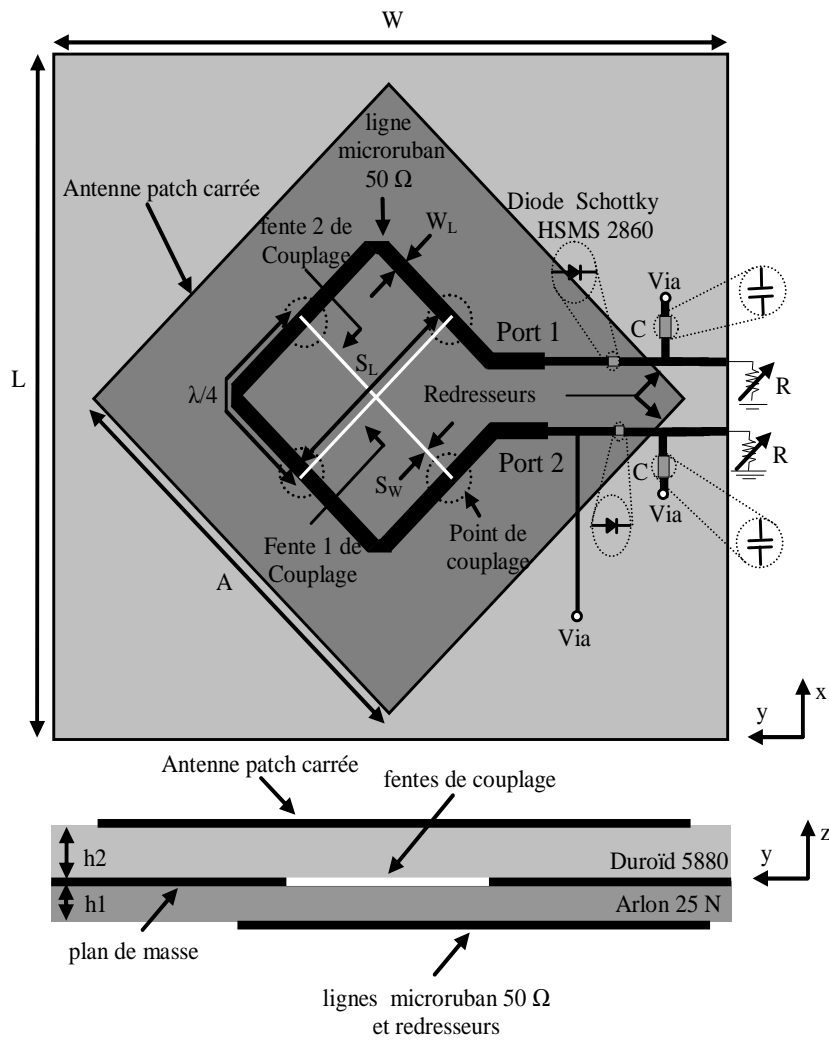 W
ligne
microruban
50 Ω
Antenne patch carrée
Diode Schottky
HSMS 2860
fente 2 de
Couplage
W_L
Via
C
Port 1
L
S_L
λ/4
Redresseurs
R
R
Port 2
C
S_W
Via
Fente 1 de
Couplage
Point de
couplage
A
Via
x
y
Antenne patch carrée
fentes de couplage
z
h2
Duroïd 5880
y
h1
Arlon 25 N
plan de masse
lignes microruban 50 Ω
et redresseurs